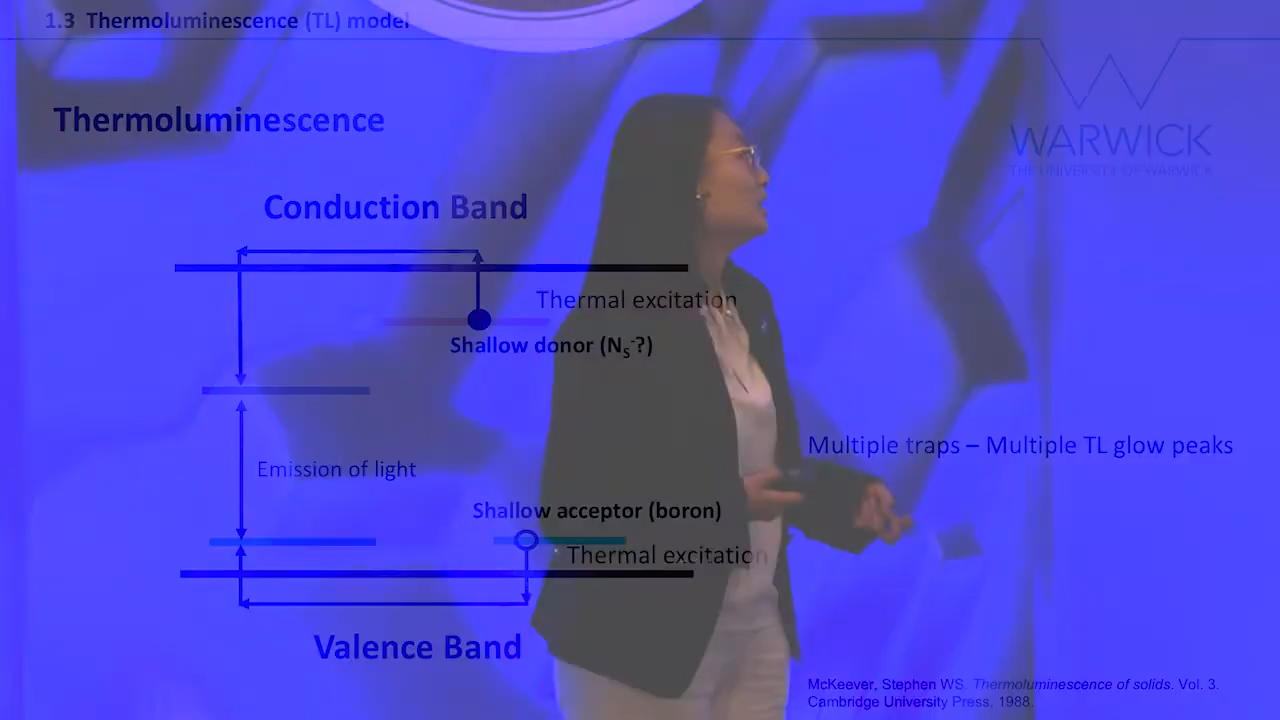 1.3 Thermoluminescence (TL) model
WARWICK
THE UNIVERSITY OF WARWICK
Thermoluminescence
Conduction Band
Thermal excitation
Shallow donor (Nₛ⁻?)
Multiple traps – Multiple TL glow peaks
Emission of light
Shallow acceptor (boron)
Thermal excitation
Valence Band
McKeever, Stephen WS. Thermoluminescence of solids. Vol. 3.
Cambridge University Press, 1988.